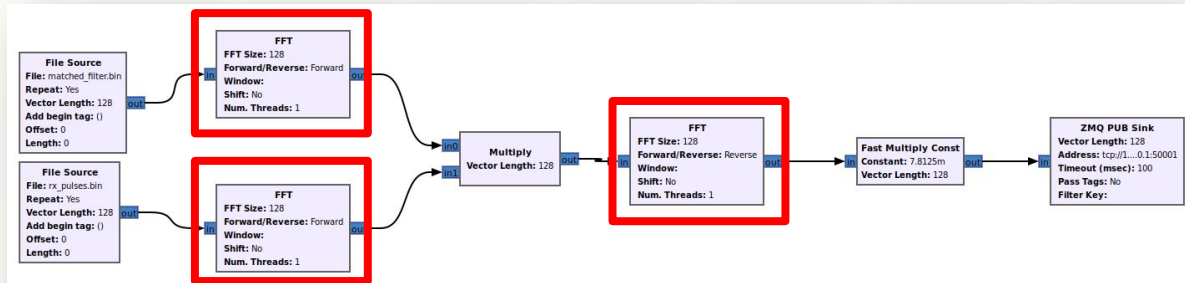 File Source
File: matched_filter.bin
Repeat: Yes
Vector Length: 128
Add begin tag: ()
Offset: 0
Length: 0
out
FFT
FFT Size: 128
Forward/Reverse: Forward
Window:
Shift: No
Num. Threads: 1
in
out
File Source
File: rx_pulses.bin
Repeat: Yes
Vector Length: 128
Add begin tag: ()
Offset: 0
Length: 0
out
FFT
FFT Size: 128
Forward/Reverse: Forward
Window:
Shift: No
Num. Threads: 1
in
out
Multiply
Vector Length: 128
in0
in1
out
FFT
FFT Size: 128
Forward/Reverse: Reverse
Window:
Shift: No
Num. Threads: 1
in
out
Fast Multiply Const
Constant: 7.8125m
Vector Length: 128
in
out
ZMQ PUB Sink
Vector Length: 128
Address: tcp://1....0.1:50001
Timeout (msec): 100
Pass Tags: No
Filter Key:
in